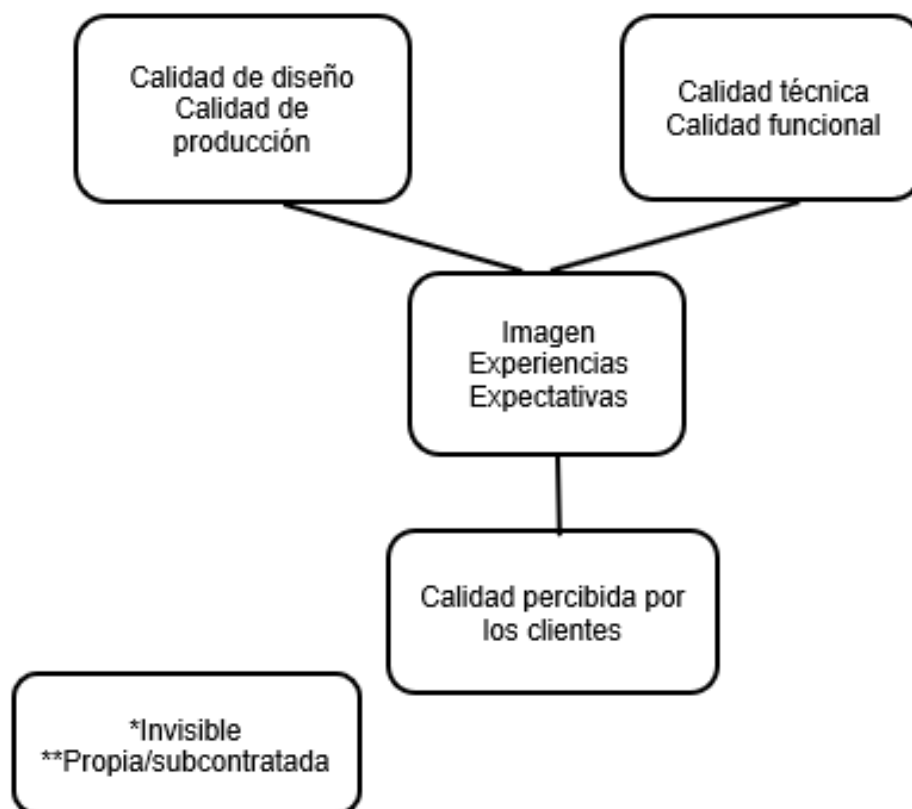 Calidad de diseño
Calidad de
producción
Calidad técnica
Calidad funcional
Imagen
Experiencias
Expectativas
Calidad percibida por
los clientes
*Invisible
**Propia/subcontratada